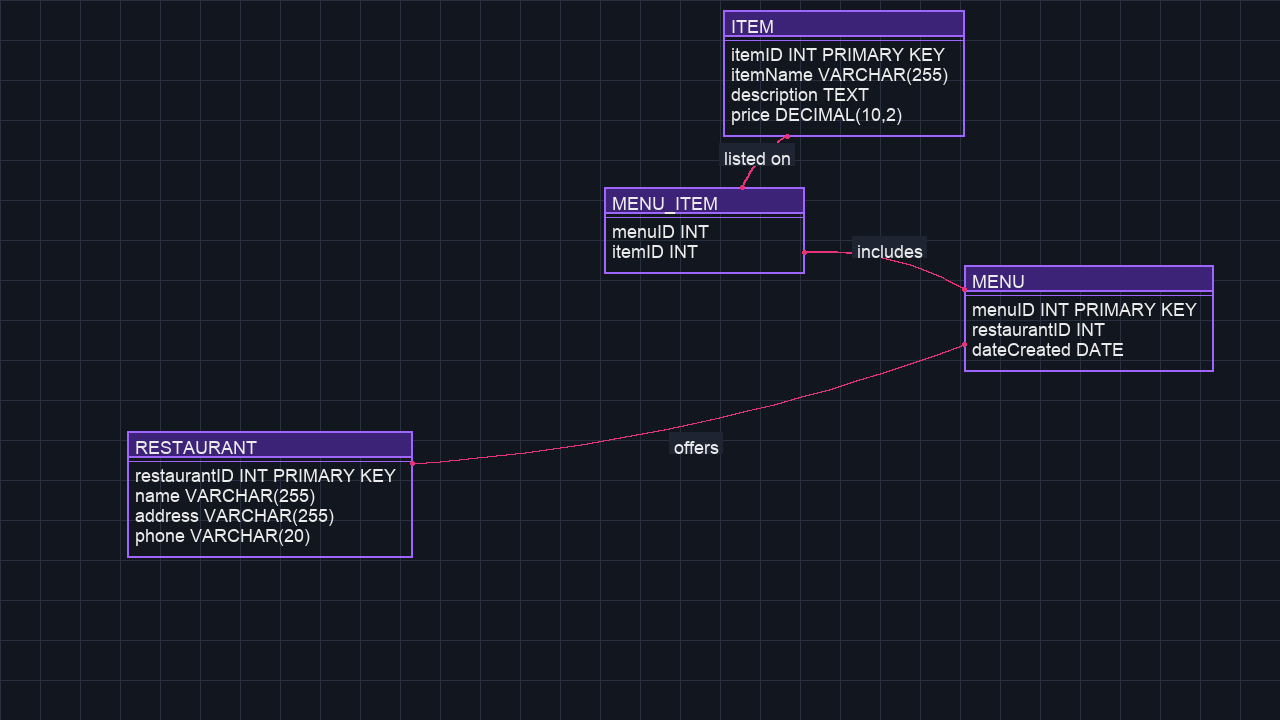 ITEM
itemID INT PRIMARY KEY
itemName VARCHAR(255)
description TEXT
price DECIMAL(10,2)
listed on
MENU_ITEM
menuID INT
itemID INT
includes
MENU
menuID INT PRIMARY KEY
restaurantID INT
dateCreated DATE
offers
RESTAURANT
restaurantID INT PRIMARY KEY
name VARCHAR(255)
address VARCHAR(255)
phone VARCHAR(20)